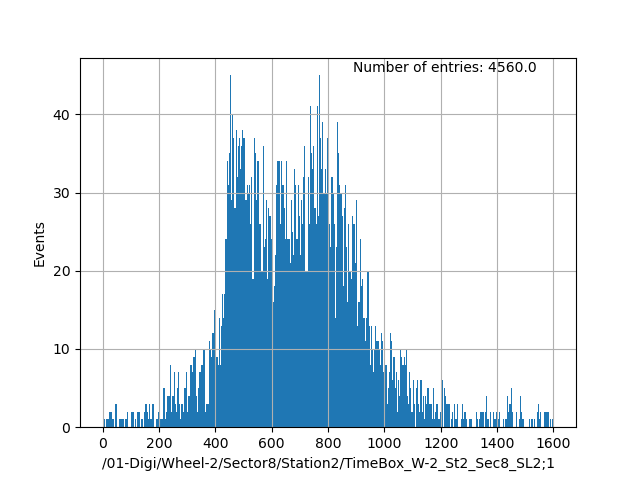 Number of entries: 4560.0
40
30
20
10
0
Events
0 200 400 600 800 1000 1200 1400 1600
/01-Digi/Wheel-2/Sector8/Station2/TimeBox_W-2_St2_Sec8_SL2;1